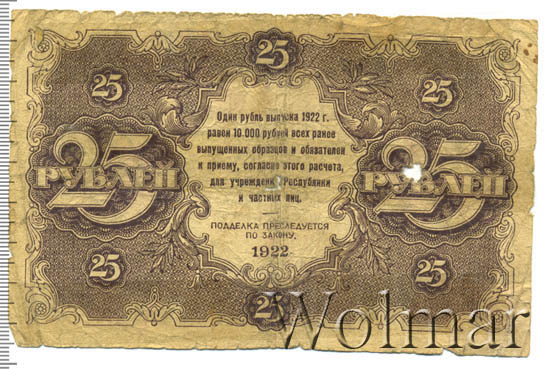 25
25 25
Один рубль выпуска 1922 г.
равен 10.000 рублей всех ранее
выпущенных образцов и обязателен
к приему, согласно этого расчета,
для учреждений Республики
и частных лиц.
25 РУБЛЕЙ 25 РУБЛЕЙ
ПОДДЕЛКА ПРЕСЛЕДУЕТСЯ
ПО ЗАКОНУ.
1922
25 25
25
Wolmar